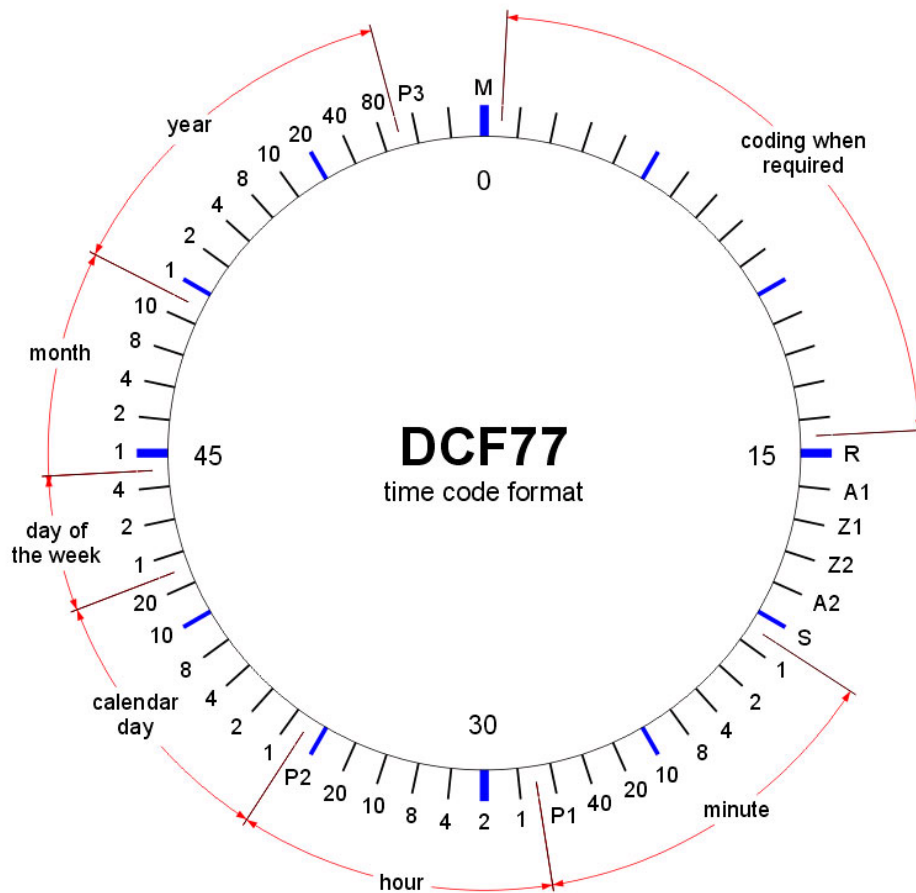 M
0
coding when
required
15
R
A1
Z1
Z2
A2
S
1
2
4
8
10
20
40
P1
minute
30
1
2
4
8
10
20
P2
hour
1
2
4
8
10
20
calendar
day
1
2
4
day of
the week
45
1
2
4
8
10
month
1
2
4
8
10
20
40
80
year
P3
DCF77
time code format